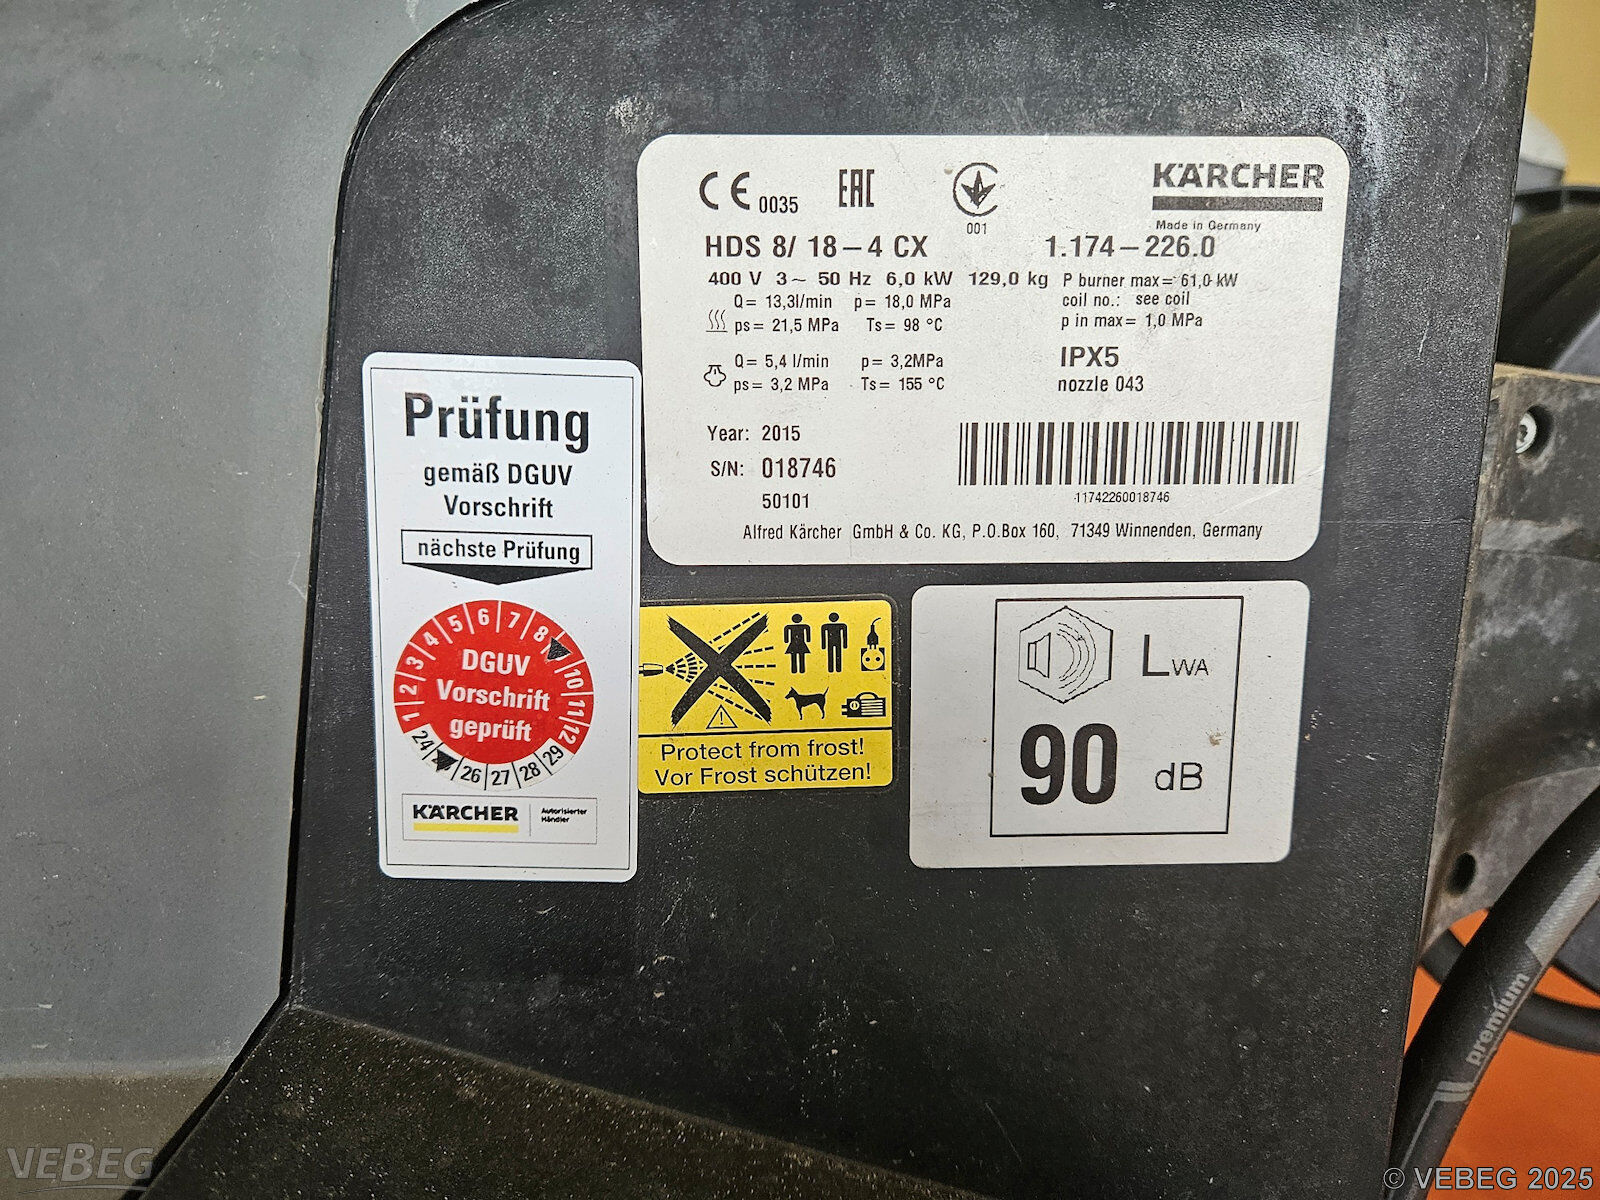 CE 0035
EAC
001
KÄRCHER
Made in Germany
HDS 8/ 18-4 CX 1.174-226.0
400 V 3~ 50 Hz 6,0 kW 129,0 kg P burner max= 61,0 kW
Q= 13,3l/min p= 18,0 MPa coil no.: see coil
ps= 21,5 MPa Ts= 98 °C p in max= 1,0 MPa
Q= 5,4 l/min p= 3,2MPa IPX5
ps= 3,2 MPa Ts= 155 °C nozzle 043
Year: 2015
S/N: 018746
50101
11742260018746
Alfred Kärcher GmbH & Co. KG, P.O.Box 160, 71349 Winnenden, Germany
Prüfung
gemäß DGUV
Vorschrift
nächste Prüfung
1 2 3 4 5 6 7 8 10 11 12
DGUV
Vorschrift
geprüft
24 26 27 28 29
KÄRCHER
Autorisierter
Händler
Protect from frost!
Vor Frost schützen!
LWA
90 dB
premium
VEBEG
© VEBEG 2025